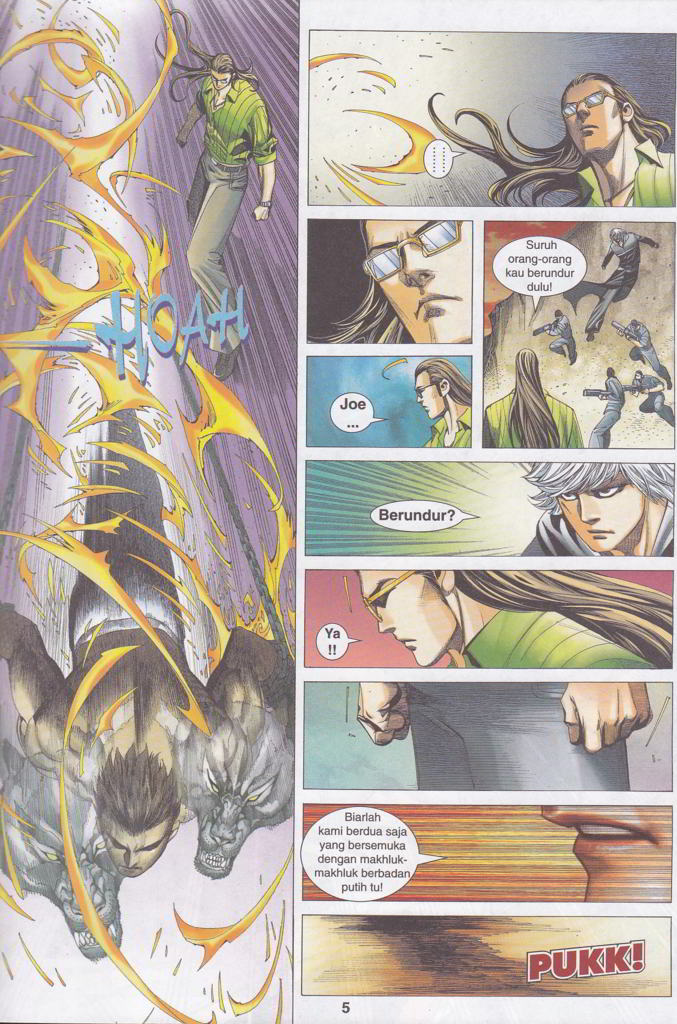 HOAH
......
Suruh
orang-orang
kau berundur
dulu!
Joe
...
Berundur?
Ya
!!
Biarlah
kami berdua saja
yang bersemuka
dengan makhluk-
makhluk berbadan
putih tu!
PUKK!
5